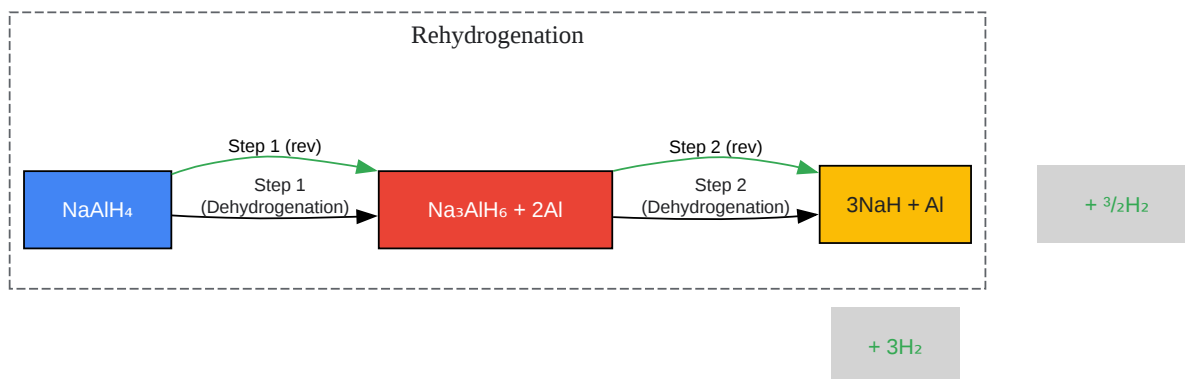 Rehydrogenation
Step 1 (rev)
Step 2 (rev)
Step 1
(Dehydrogenation)
Step 2
(Dehydrogenation)
NaAlH₄
Na₃AlH₆ + 2Al
3NaH + Al
+ ³/₂H₂
+ 3H₂